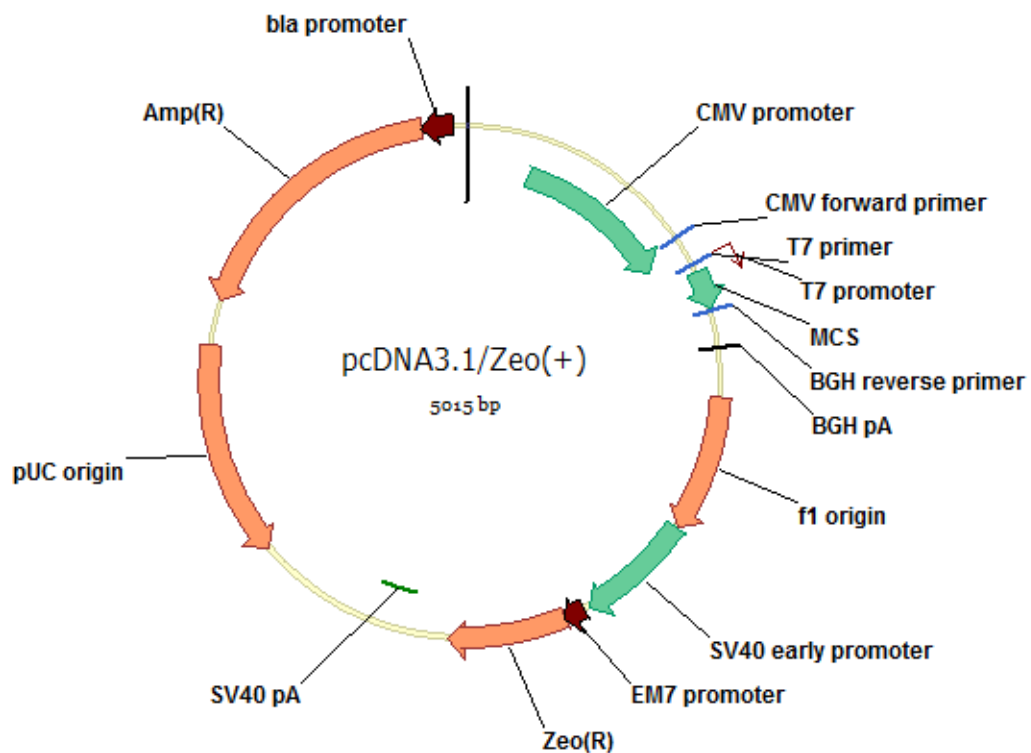 bla promoter
Amp(R)
CMV promoter
CMV forward primer
T7 primer
T7 promoter
MCS
pcDNA3.1/Zeo(+)
5015 bp
BGH reverse primer
BGH pA
pUC origin
f1 origin
SV40 early promoter
SV40 pA
EM7 promoter
Zeo(R)